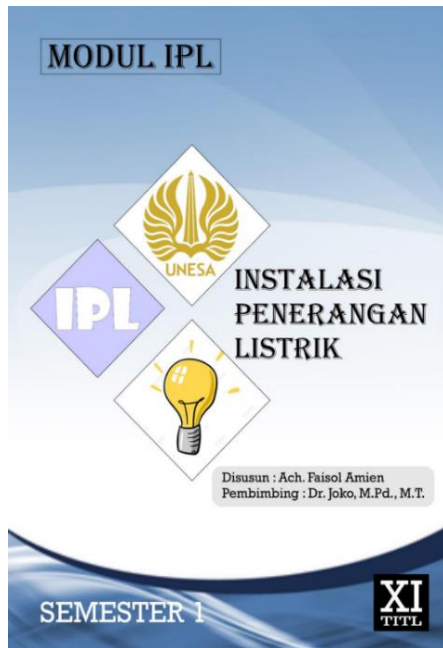 MODUL IPL
UNESA
IPL
INSTALASI
PENERANGAN
LISTRIK
Disusun : Ach. Faisol Amien
Pembimbing : Dr. Joko, M.Pd., M.T.
SEMESTER 1
XI
TITL